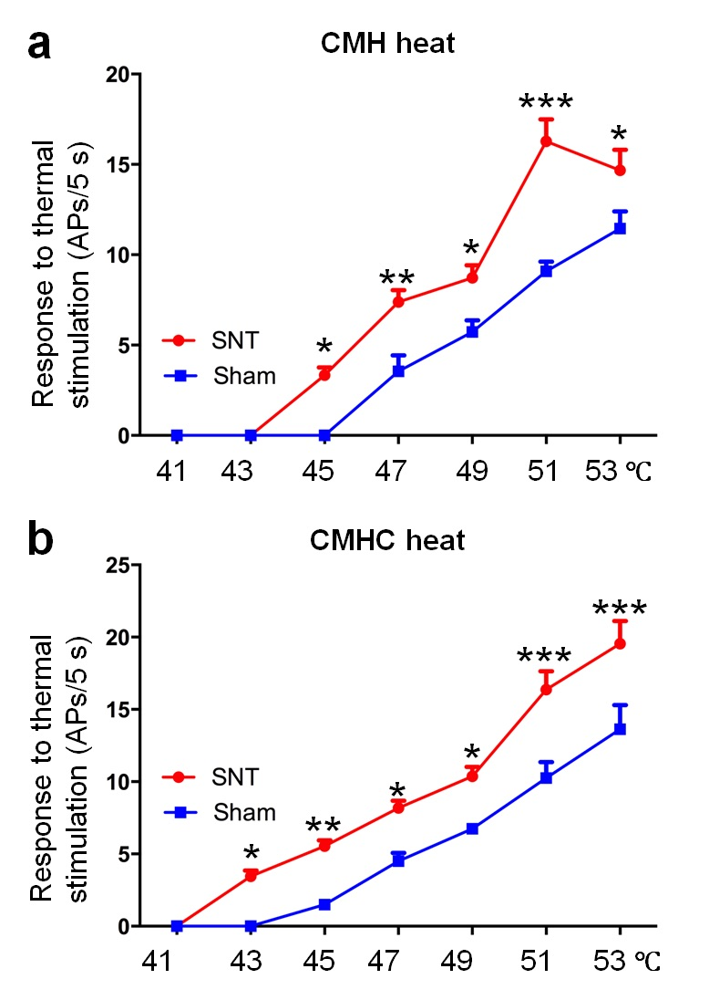 a
CMH heat
Response to thermal
stimulation (APs/5 s)
20
15
10
5
0
***
*
*
**
*
SNT
Sham
41 43 45 47 49 51 53 ℃
b
CMHC heat
Response to thermal
stimulation (APs/5 s)
25
20
15
10
5
0
***
***
*
*
**
*
SNT
Sham
41 43 45 47 49 51 53 ℃